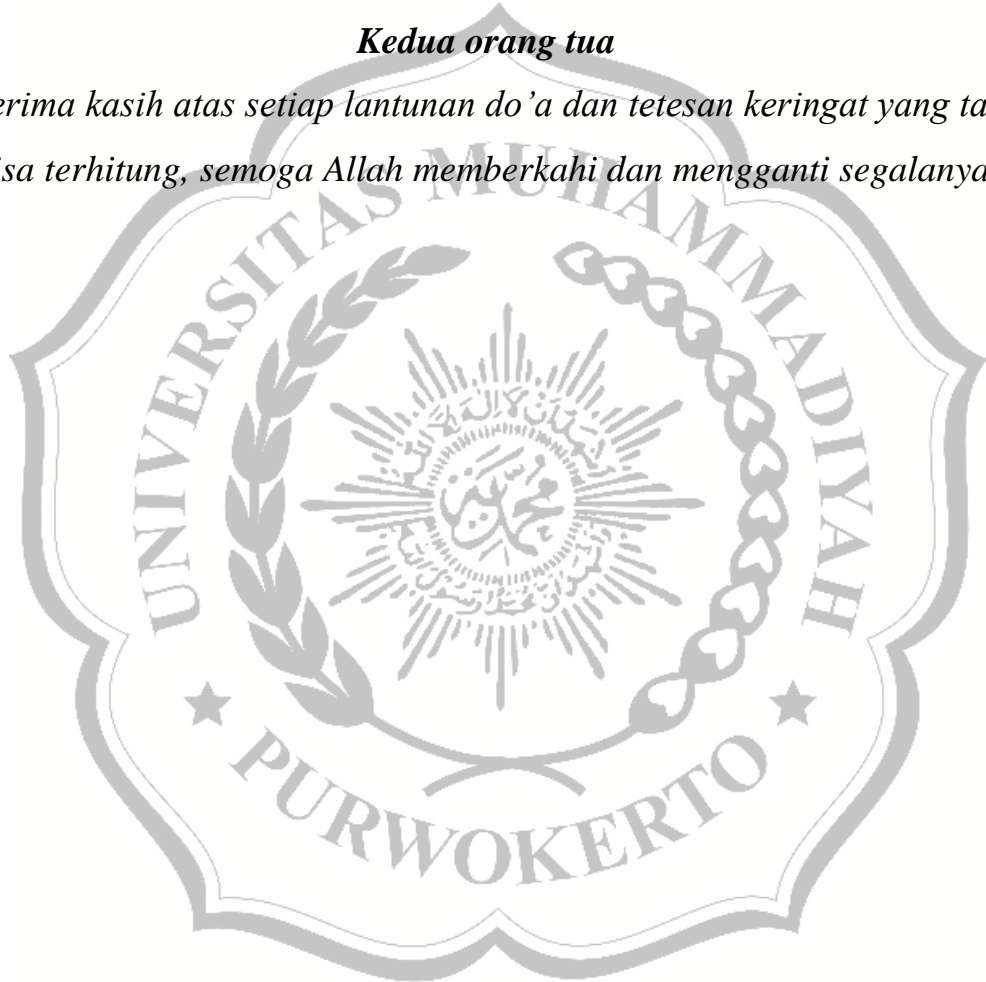 Kedua orang tua
erima kasih atas setiap lantunan do’a dan tetesan keringat yang ta
sa terhitung, semoga Allah memberkahi dan mengganti segalanya
UNIVERSITAS MUHAMMADIYAH
PURWOKERTO